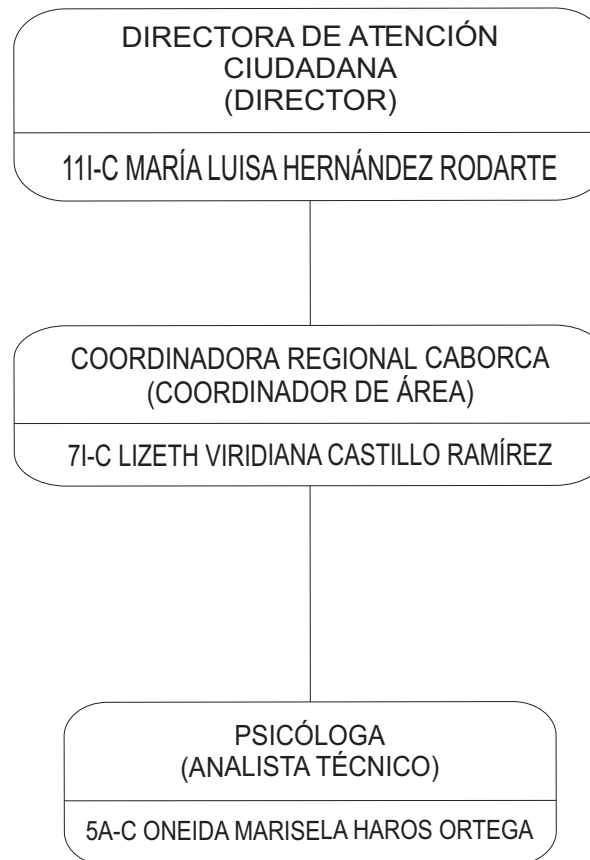 DIRECTORA DE ATENCIÓN
CIUDADANA
(DIRECTOR)
11I-C MARÍA LUISA HERNÁNDEZ RODARTE
COORDINADORA REGIONAL CABORCA
(COORDINADOR DE ÁREA)
7I-C LIZETH VIRIDIANA CASTILLO RAMÍREZ
PSICÓLOGA
(ANALISTA TÉCNICO)
5A-C ONEIDA MARISELA HAROS ORTEGA